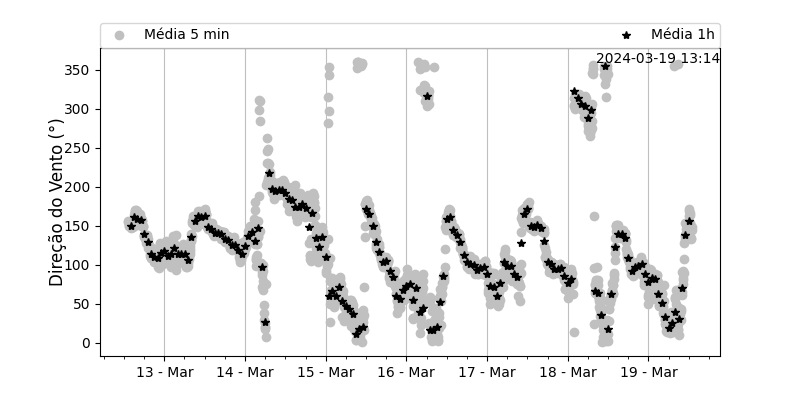 Média 5 min
Média 1h
2024-03-19 13:14
Direção do Vento (°)
350
300
250
200
150
100
50
0
13 - Mar
14 - Mar
15 - Mar
16 - Mar
17 - Mar
18 - Mar
19 - Mar